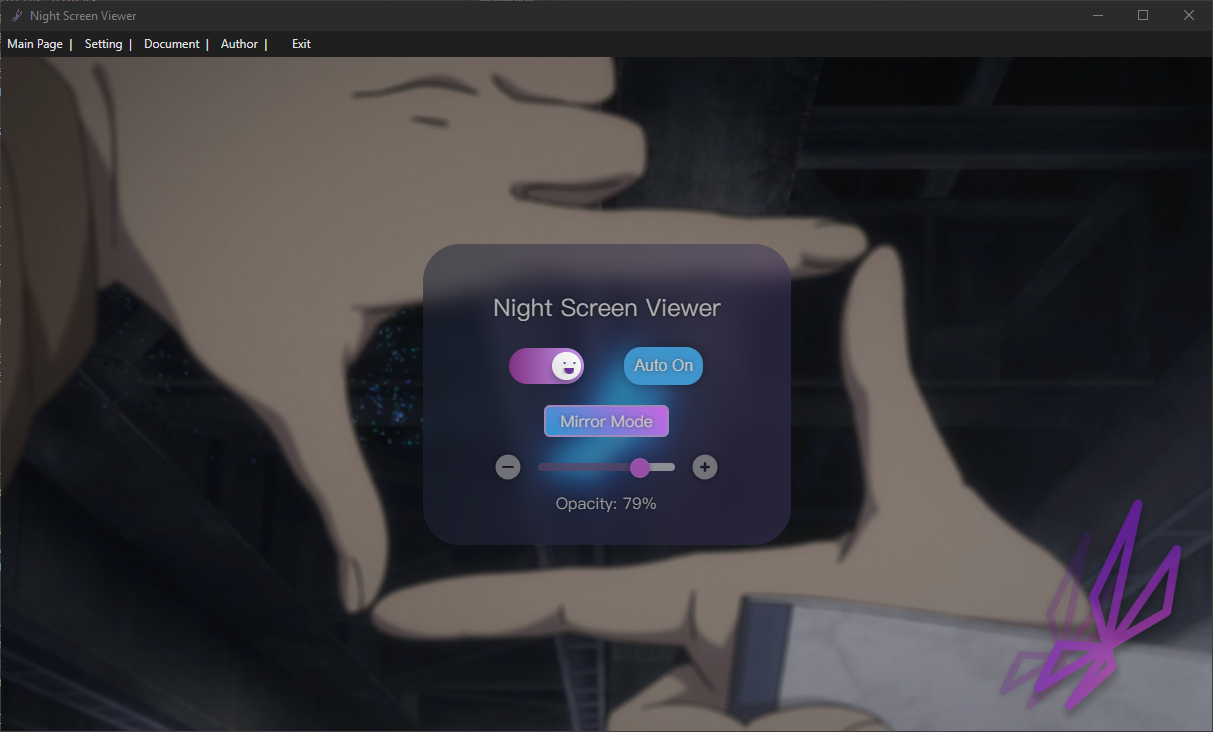 Night Screen Viewer
Main Page | Setting | Document | Author | Exit
Night Screen Viewer
Auto On
Mirror Mode
Opacity: 79%